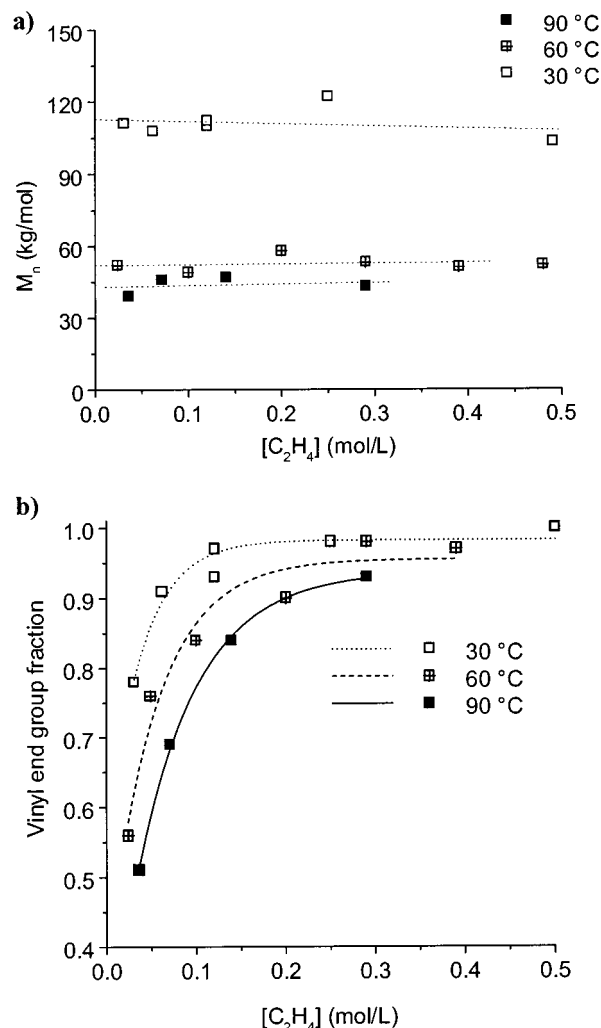 a)
90 °C
60 °C
30 °C
150
120
90
60
30
0
Mn (kg/mol)
0.0 0.1 0.2 0.3 0.4 0.5
[C2H4] (mol/L)
b)
1.0
0.9
0.8
0.7
0.6
0.5
0.4
Vinyl end group fraction
30 °C
60 °C
90 °C
0.0 0.1 0.2 0.3 0.4 0.5
[C2H4] (mol/L)